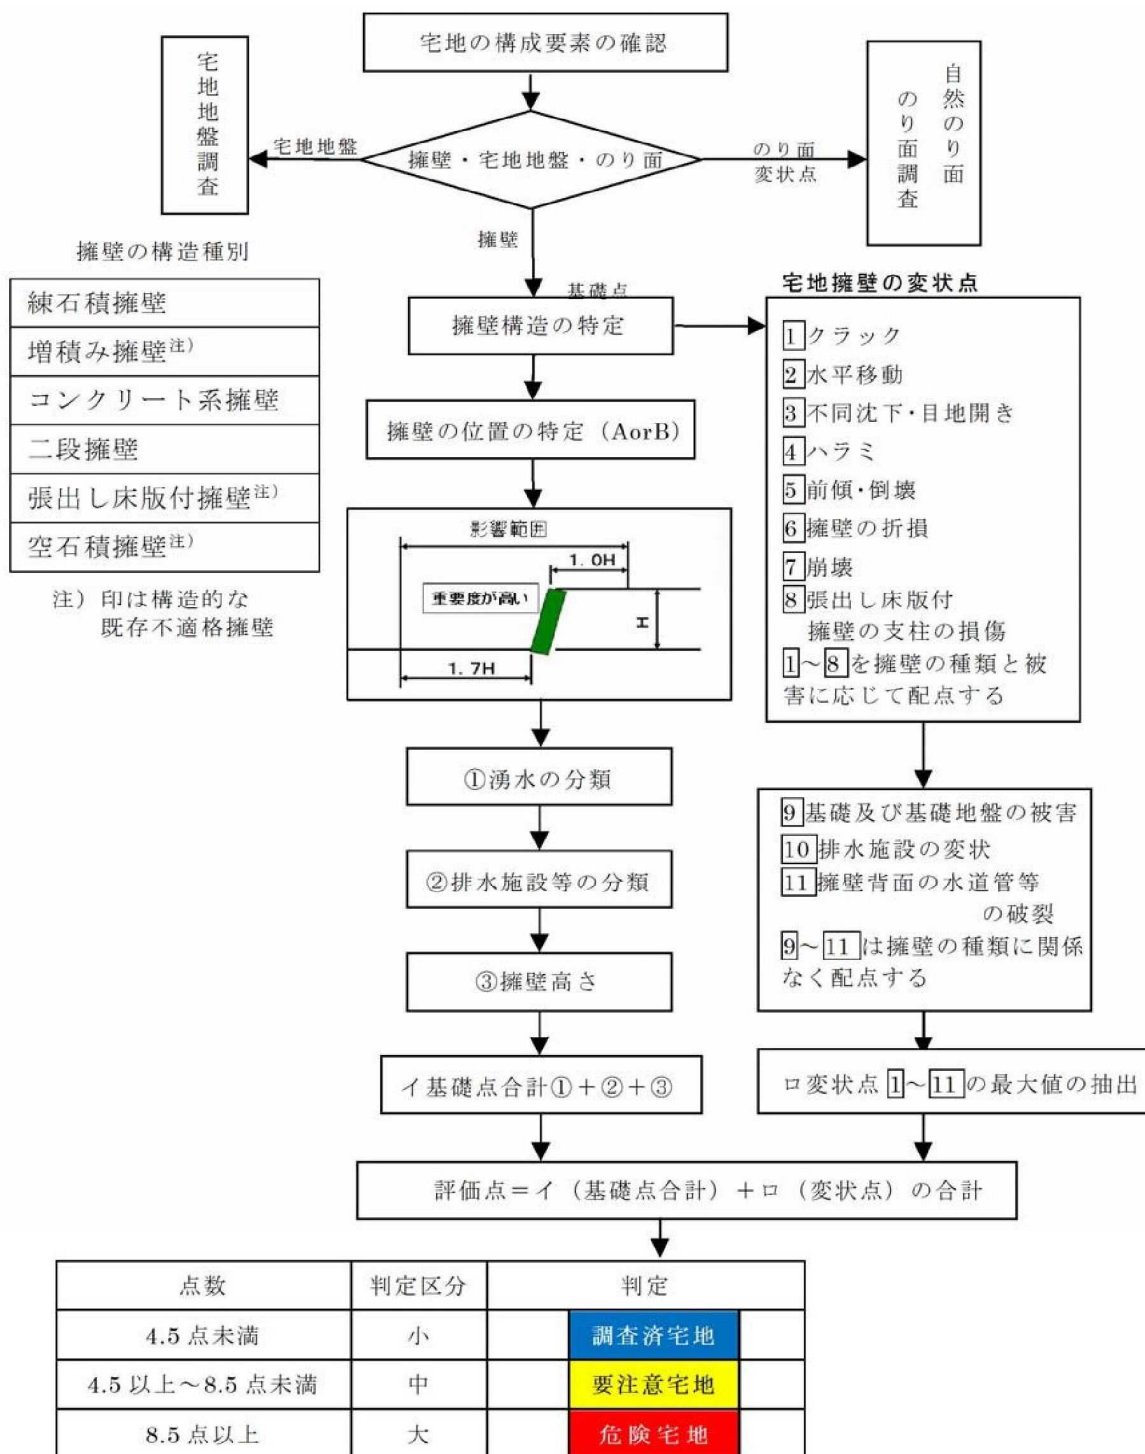 宅地の構成要素の確認
宅地地盤調査
自然のり面
のり面調査
宅地地盤
擁壁・宅地地盤・のり面
のり面
変状点
擁壁
擁壁の構造種別
練石積擁壁
増積み擁壁注)
コンクリート系擁壁
二段擁壁
張出し床版付擁壁注)
空石積擁壁注)
注) 印は構造的な
既存不適格擁壁
基礎点
擁壁構造の特定
擁壁の位置の特定 (AorB)
影響範囲
1. 0H
重要度が高い
H
1. 7H
①湧水の分類
②排水施設等の分類
③擁壁高さ
イ基礎点合計①+②+③
宅地擁壁の変状点
1クラック
2水平移動
3不同沈下・目地開き
4ハラミ
5前傾・倒壊
6擁壁の折損
7崩壊
8張出し床版付
擁壁の支柱の損傷
1~8を擁壁の種類と被
害に応じて配点する
9基礎及び基礎地盤の被害
10排水施設の変状
11擁壁背面の水道管等
の破裂
9~11は擁壁の種類に関係
なく配点する
ロ変状点1~11の最大値の抽出
評価点=イ (基礎点合計) +ロ (変状点) の合計
点数 判定区分 判定
4.5点未満 小 調査済宅地
4.5以上~8.5点未満 中 要注意宅地
8.5点以上 大 危険宅地